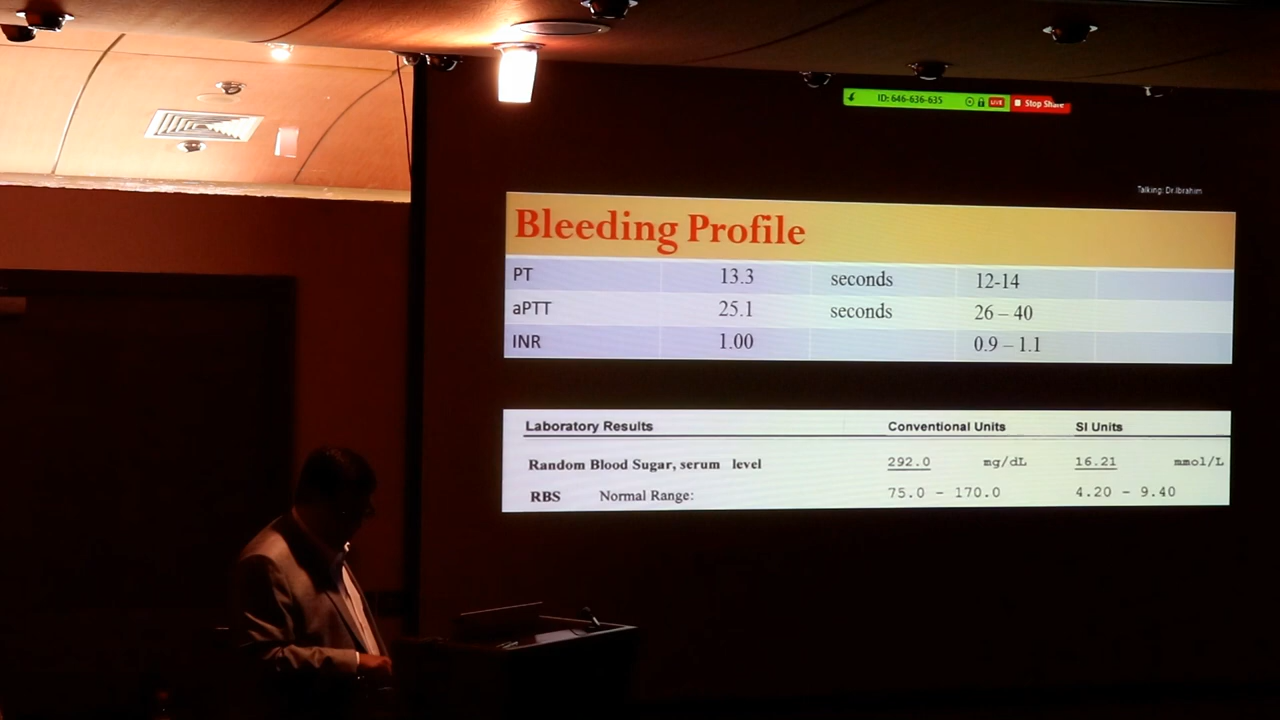 ID: 646-636-635 LIVE Stop Share
Talking: Dr.Ibrahim
Bleeding Profile
PT 13.3 seconds 12-14
aPTT 25.1 seconds 26 – 40
INR 1.00 0.9 – 1.1
Laboratory Results Conventional Units SI Units
Random Blood Sugar, serum level 292.0 mg/dL 16.21 mmol/L
RBS Normal Range: 75.0 - 170.0 4.20 - 9.40